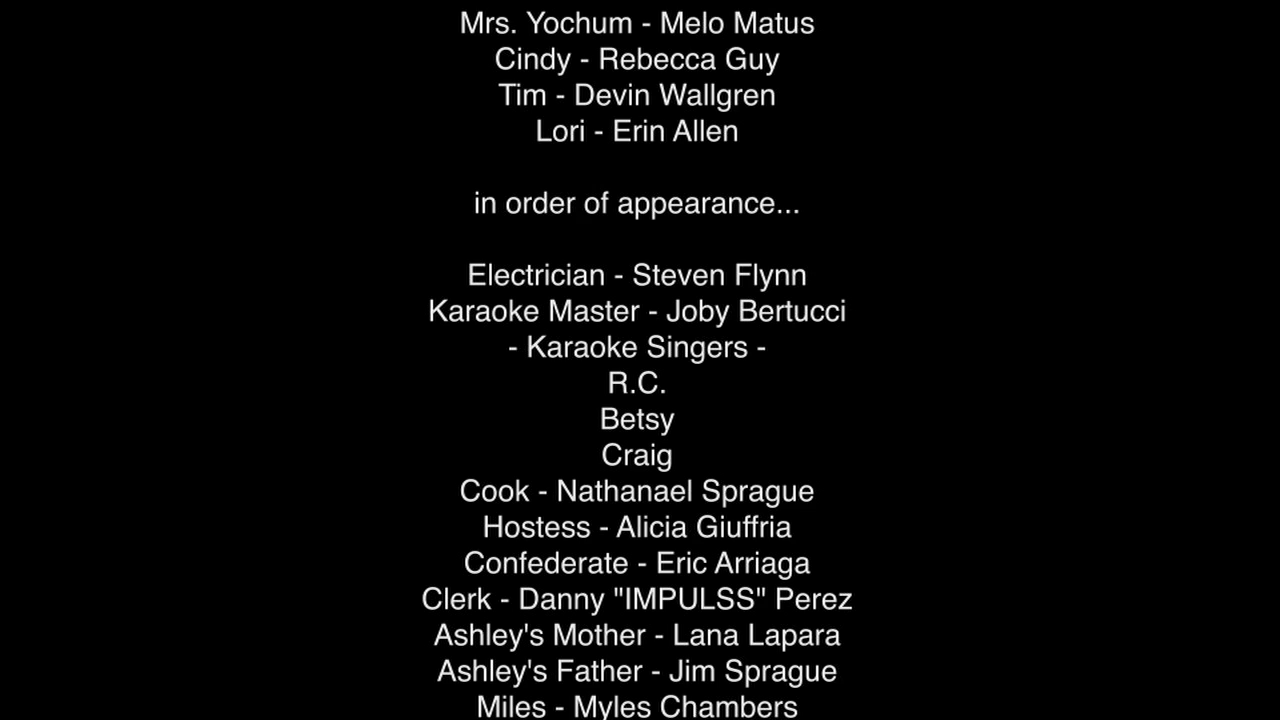 Mrs. Yochum - Melo Matus
Cindy - Rebecca Guy
Tim - Devin Wallgren
Lori - Erin Allen
in order of appearance...
Electrician - Steven Flynn
Karaoke Master - Joby Bertucci
- Karaoke Singers -
R.C.
Betsy
Craig
Cook - Nathanael Sprague
Hostess - Alicia Giuffria
Confederate - Eric Arriaga
Clerk - Danny "IMPULSS" Perez
Ashley's Mother - Lana Lapara
Ashley's Father - Jim Sprague
Miles - Myles Chambers